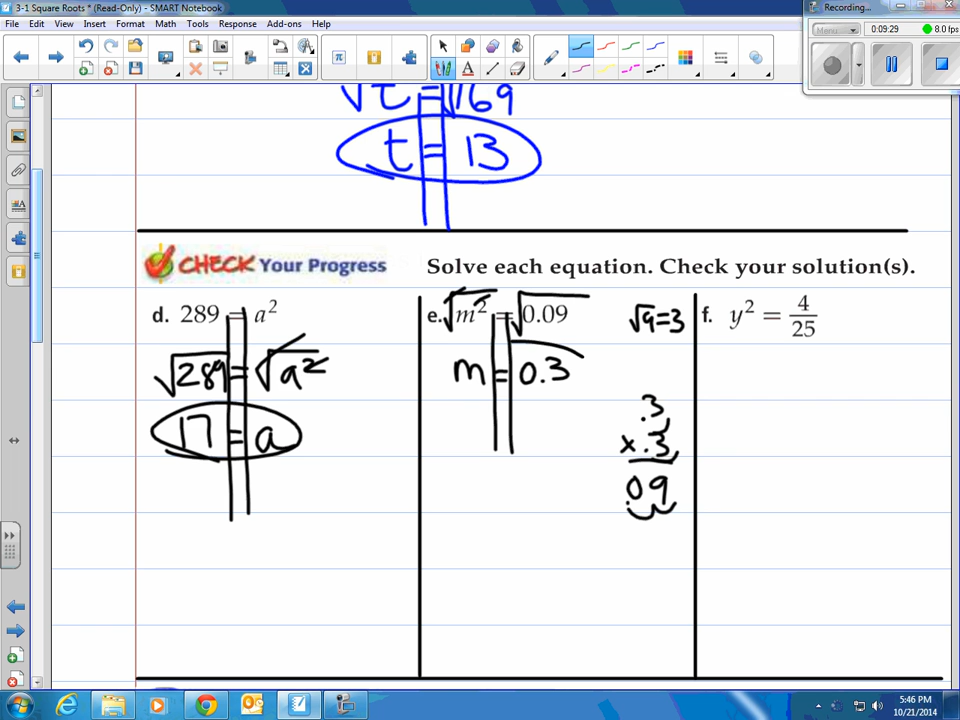 3-1 Square Roots * (Read-Only) - SMART Notebook
File Edit View Insert Format Math Tools Response Add-ons Help
Recording...
Menu
00:09:29
8.0 fps
√t = √169
t = 13
CHECK Your Progress
Solve each equation. Check your solution(s).
d. 289 = a²
√289 = √a²
17 = a
e. √m² = √0.09
m = 0.3
√9=3
.3
x .3
.09
f. y² = 4/25
5:46 PM
10/21/2014